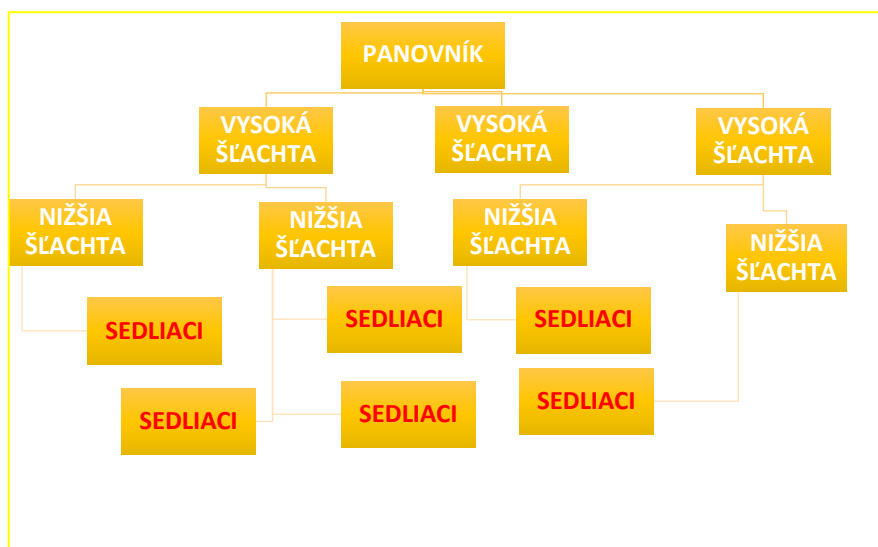 PANOVNÍK
VYSOKÁ
ŠĽACHTA
VYSOKÁ
ŠĽACHTA
VYSOKÁ
ŠĽACHTA
NIŽŠIA
ŠĽACHTA
NIŽŠIA
ŠĽACHTA
NIŽŠIA
ŠĽACHTA
NIŽŠIA
ŠĽACHTA
SEDLIACI
SEDLIACI
SEDLIACI
SEDLIACI
SEDLIACI
SEDLIACI